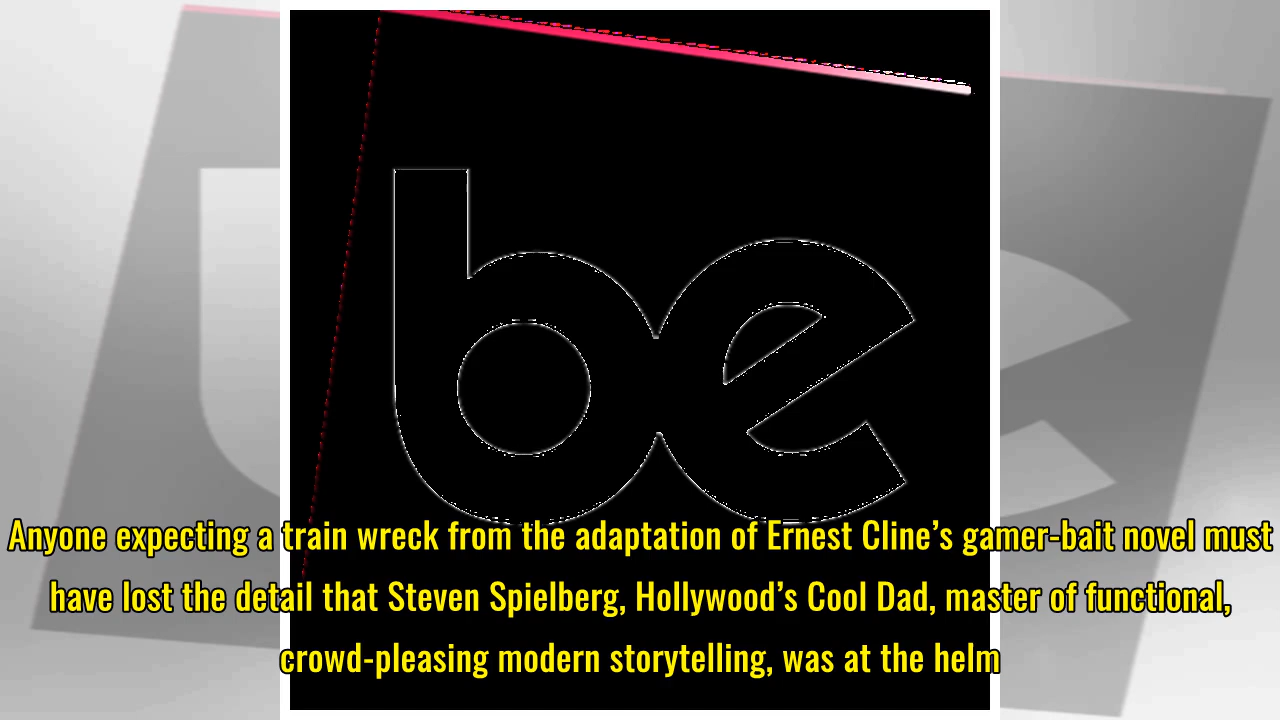 be
Anyone expecting a train wreck from the adaptation of Ernest Cline’s gamer-bait novel must
have lost the detail that Steven Spielberg, Hollywood’s Cool Dad, master of functional,
crowd-pleasing modern storytelling, was at the helm